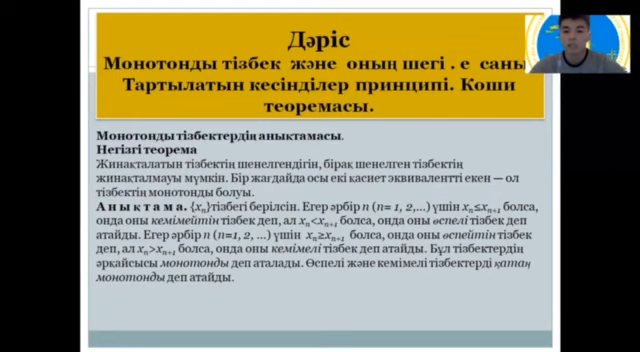 Дәріс
Монотонды тізбек және оның шегі . е саны
Тартылатын кесінділер принципі. Коши
теоремасы.
Монотонды тізбектердің анықтамасы.
Негізгі теорема
Жинақталатын тізбектің шенелгендігін, бірақ шенелген тізбектің
жинақталмауы мүмкін. Бір жағдайда осы екі қасиет эквивалентті екен — ол
тізбектің монотонды болуы.
А н ы қ т а м а. {xₙ}тізбегі берілсін. Егер әрбір n (n= 1, 2,...) үшін xₙ≤xₙ₊₁ болса,
онда оны кемімейтін тізбек деп, ал xₙ<xₙ₊₁ болса, онда оны өспелі тізбек деп
атайды. Егер әрбір n (n=1, 2, ...) үшін xₙ≥xₙ₊₁ болса, онда оны өспейтін тізбек
деп, ал xₙ>xₙ₊₁ болса, онда оны кемімелі тізбек деп атайды. Бұл тізбектердің
әрқайсысы монотонды деп аталады. Өспелі және кемімелі тізбектерді қатаң
монотонды деп атайды.